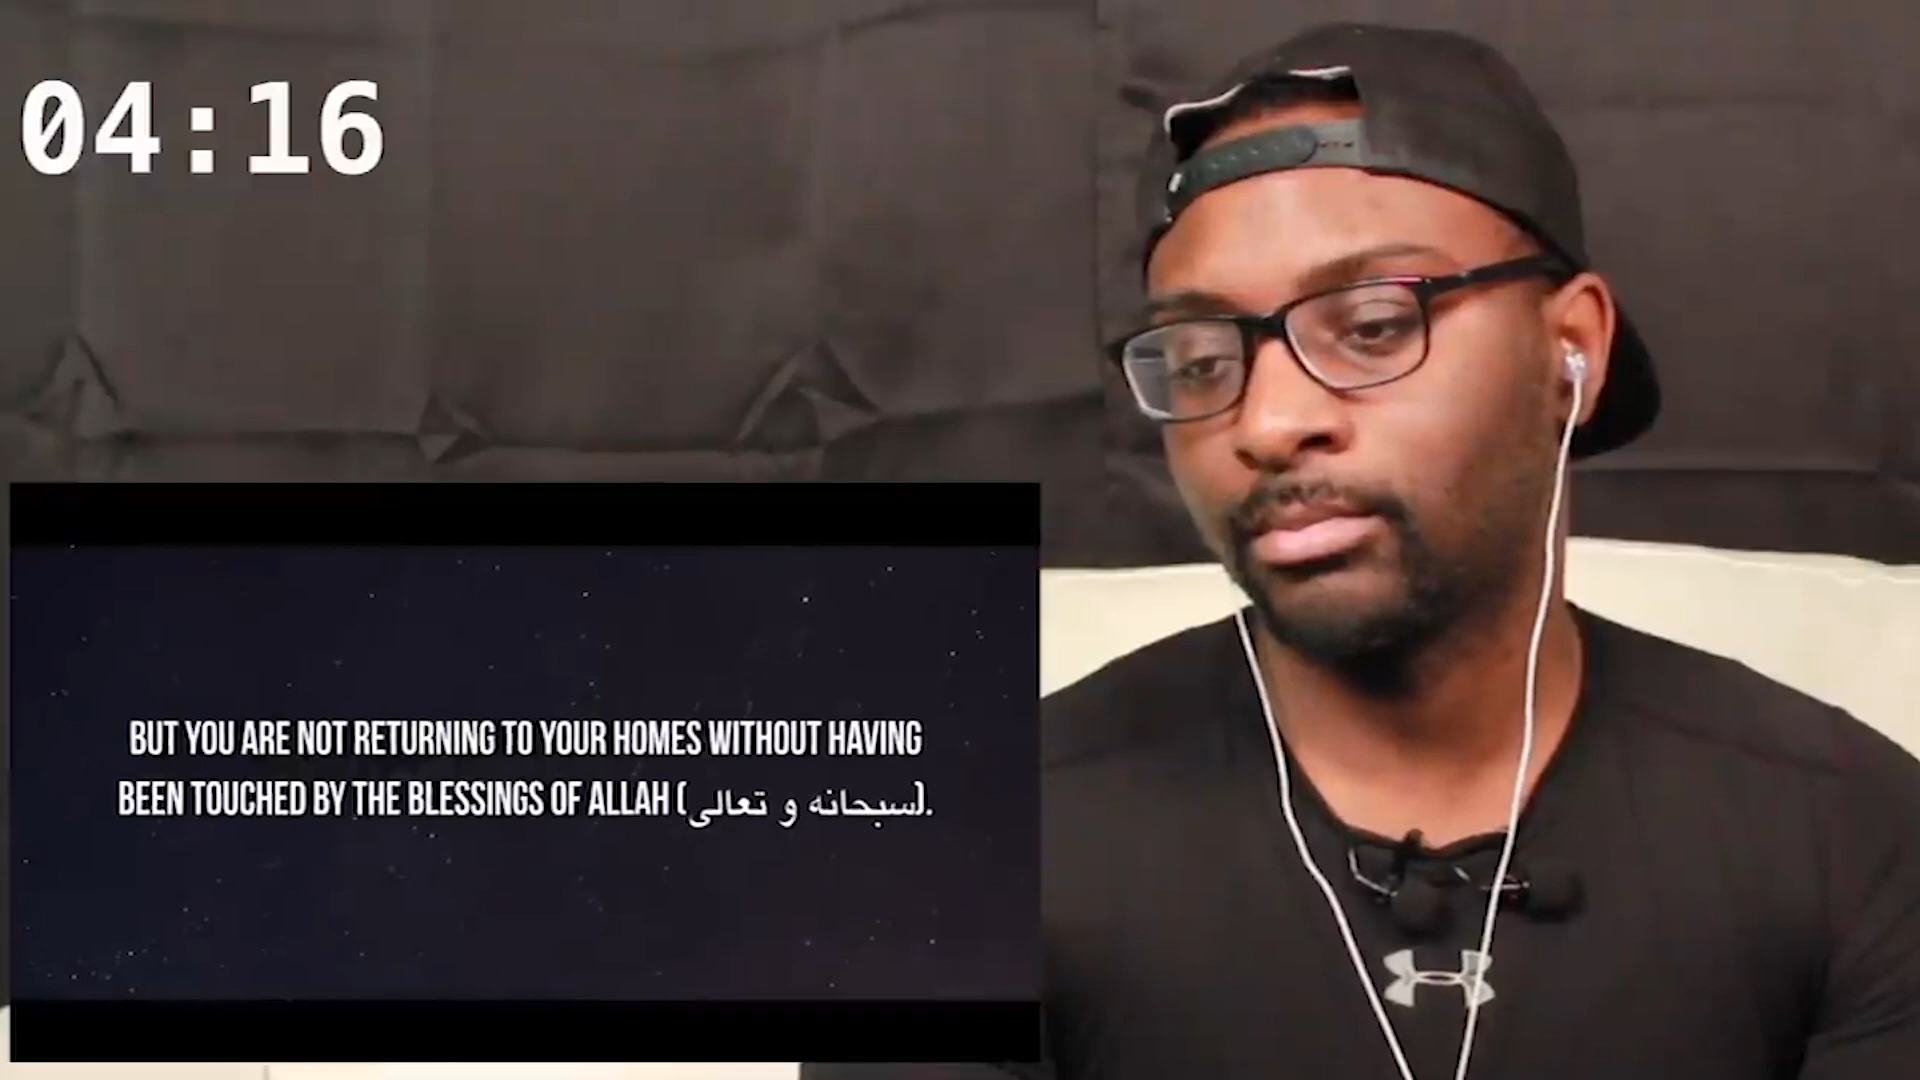 04:16
BUT YOU ARE NOT RETURNING TO YOUR HOMES WITHOUT HAVING
BEEN TOUCHED BY THE BLESSINGS OF ALLAH (سبحانه و تعالى).